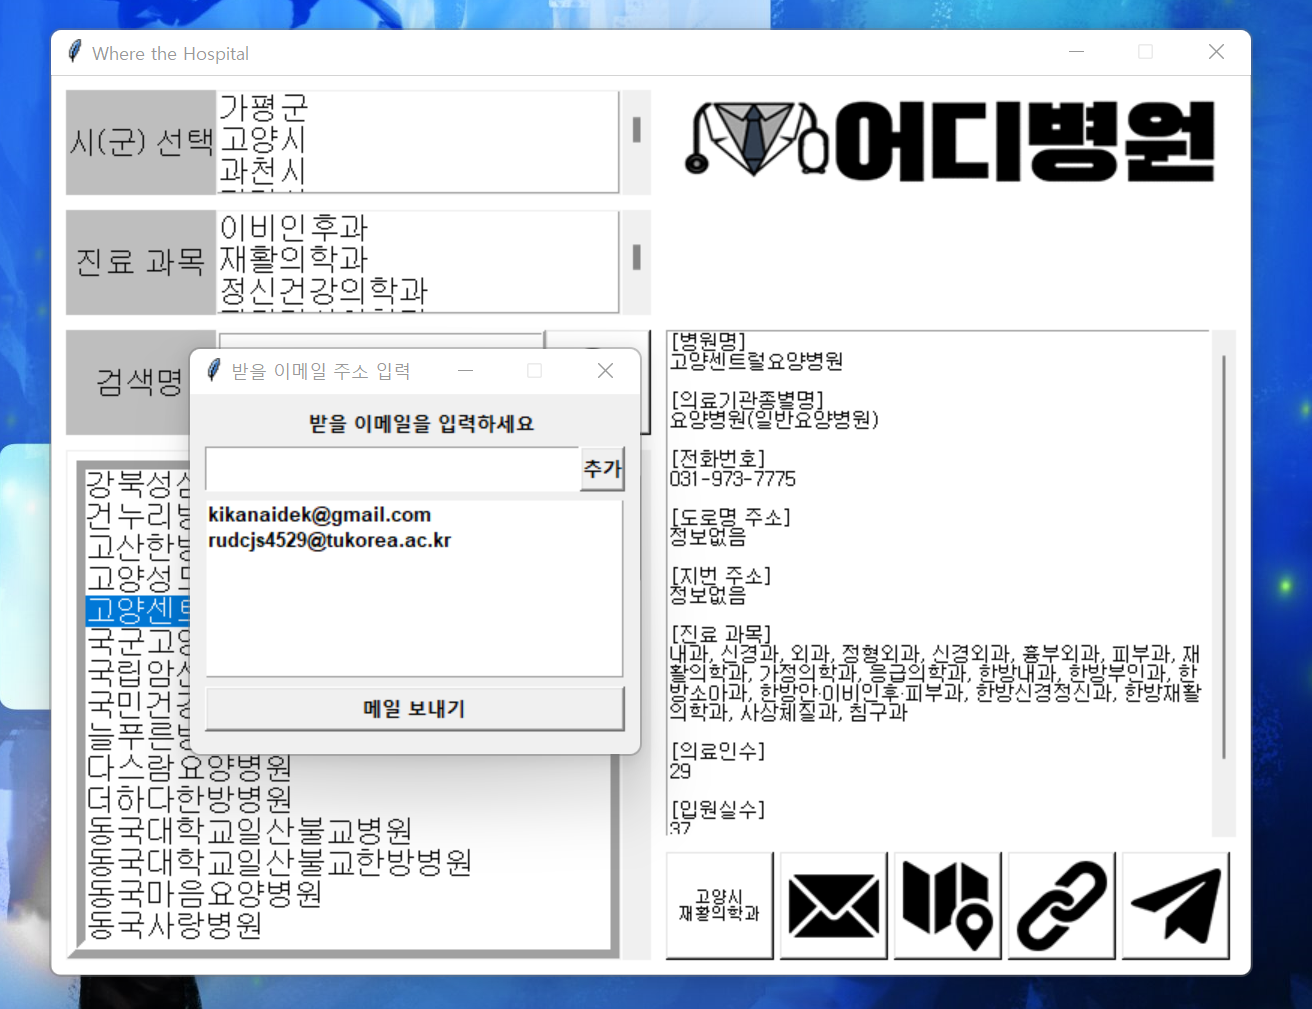 Where the Hospital
시(군) 선택
가평군
고양시
과천시
어디병원
진료 과목
이비인후과
재활의학과
정신건강의학과
검색명
받을 이메일 주소 입력
받을 이메일을 입력하세요
추가
kikanaidek@gmail.com
rudcjs4529@tukorea.ac.kr
메일 보내기
강북성심
건누리병
고산한방
고양성모
고양센트
국군고양
국립암센
국민건강
늘푸른병
다스람요양병원
더하다한방병원
동국대학교일산불교병원
동국대학교일산불교한방병원
동국마음요양병원
동국사랑병원
[병원명]
고양센트럴요양병원
[의료기관종별명]
요양병원(일반요양병원)
[전화번호]
031-973-7775
[도로명 주소]
정보없음
[지번 주소]
정보없음
[진료 과목]
내과, 신경과, 외과, 정형외과, 신경외과, 흉부외과, 피부과, 재
활의학과, 가정의학과, 응급의학과, 한방내과, 한방부인과, 한
방소아과, 한방안·이비인후·피부과, 한방신경정신과, 한방재활
의학과, 사상체질과, 침구과
[의료인수]
29
[입원실수]
37
고양시
재활의학과